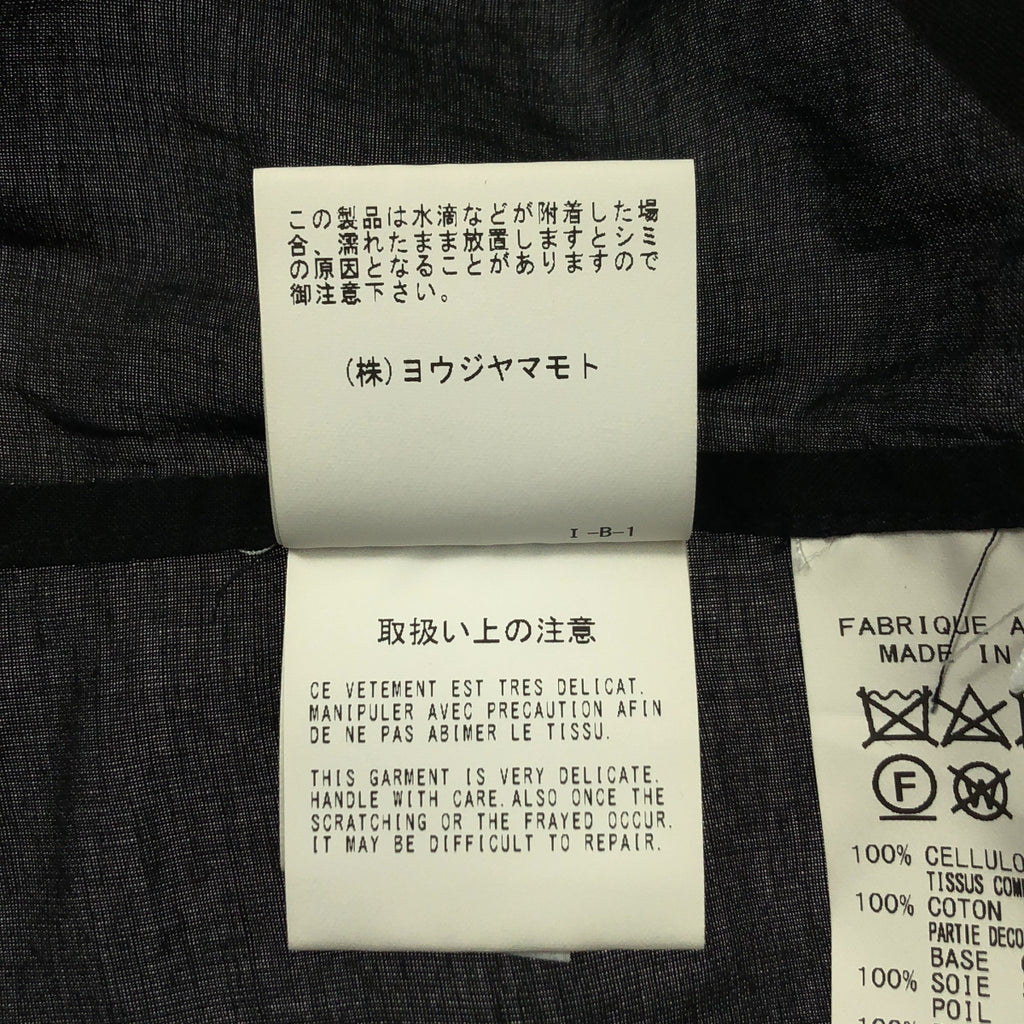 この製品は水滴などが附着した場
合、濡れたまま放置しますとシミ
の原因となることがありますので
御注意下さい。
(株)ヨウジヤマモト
I-B-1
取扱い上の注意
CE VETEMENT EST TRES DELICAT.
MANIPULER AVEC PRECAUTION AFIN
DE NE PAS ABIMER LE TISSU.
THIS GARMENT IS VERY DELICATE.
HANDLE WITH CARE. ALSO ONCE THE
SCRATCHING OR THE FRAYED OCCUR.
IT MAY BE DIFFICULT TO REPAIR.
FABRIQUE A
MADE IN
F
W
100% CELLULO
TISSUS COM
100% COTON
PARTIE DECO
BASE
100% SOIE
POIL
100%